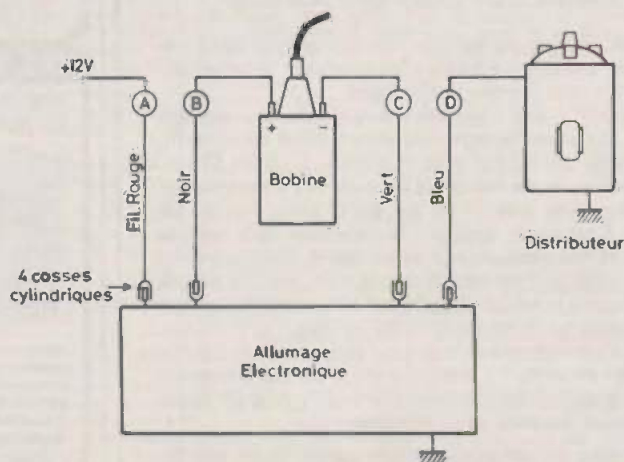 +12V
A
B
C
D
+ -
Bobine
Fil Rouge
Noir
Vert
Bleu
Distributeur
4 cosses
cylindriques
Allumage
Electronique